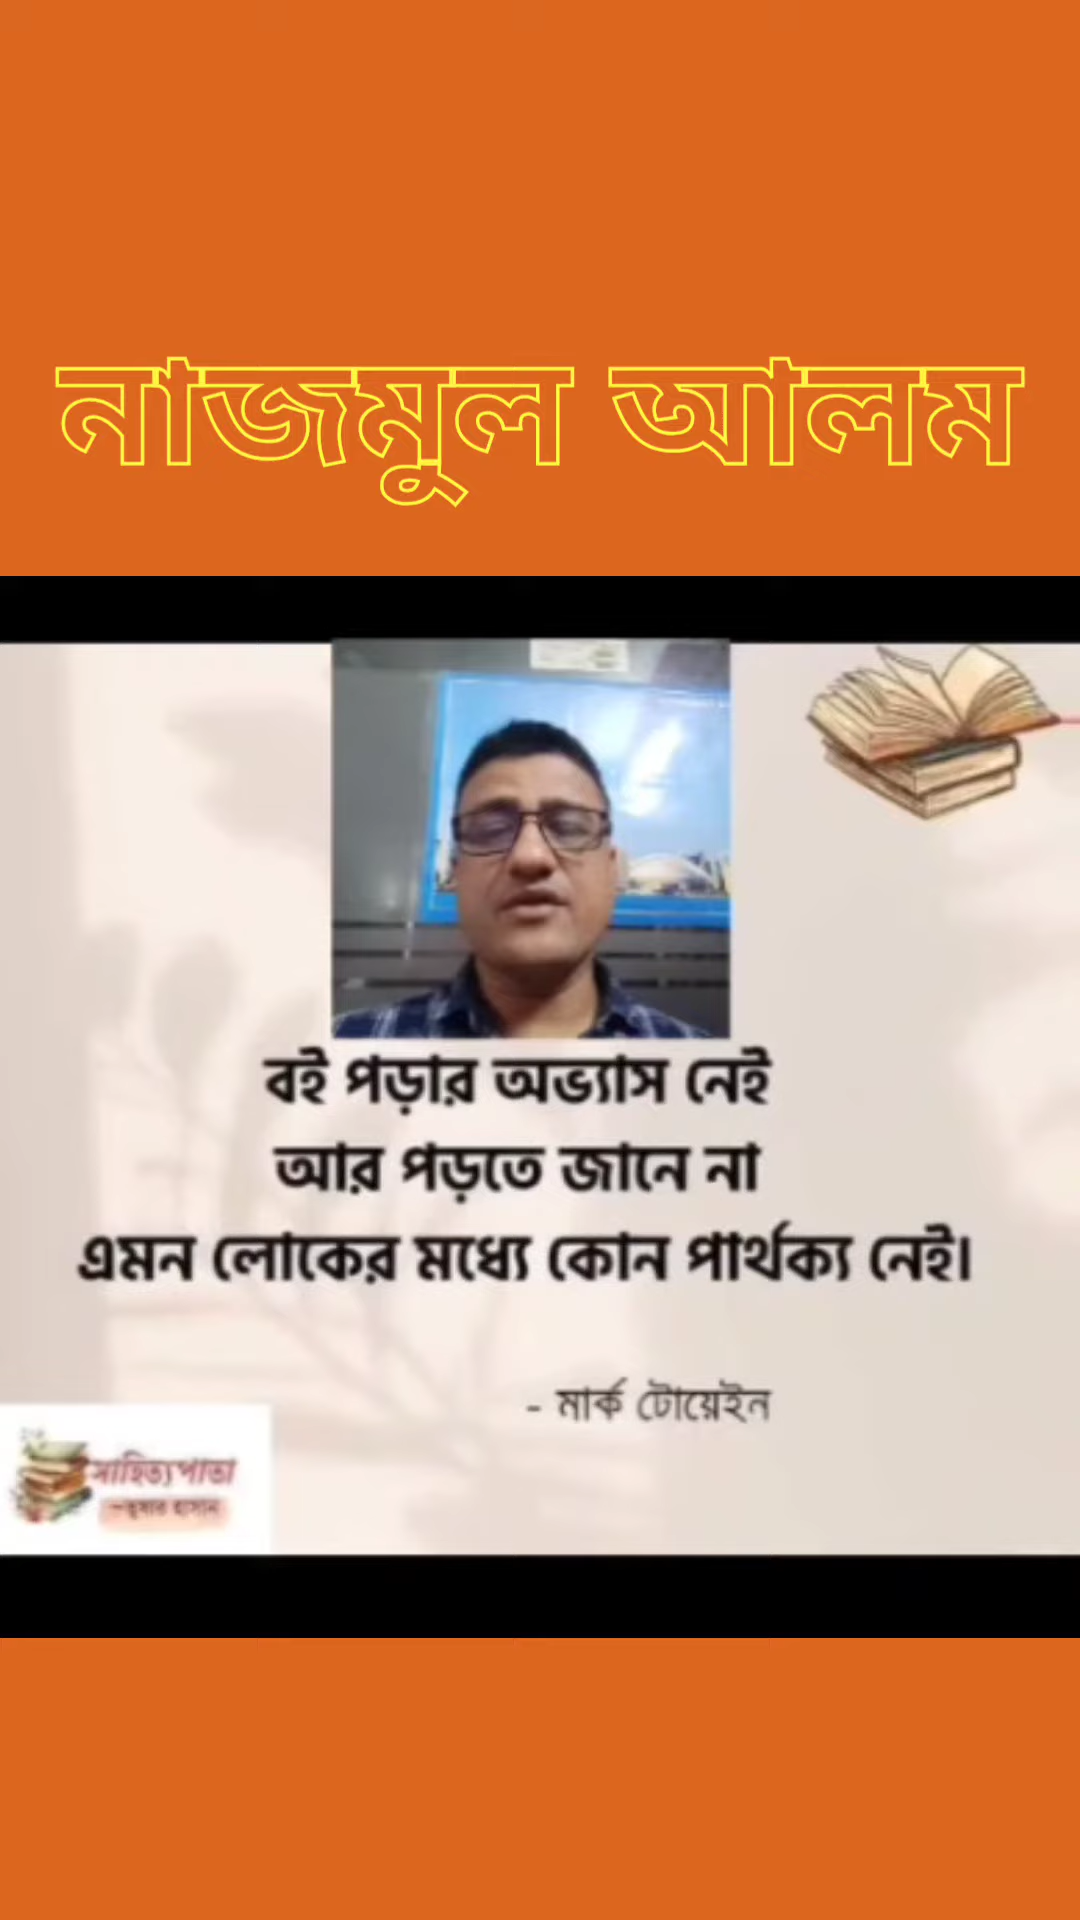 নাজমুল আলম
বই পড়ার অভ্যাস নেই
আর পড়তে জানে না
এমন লোকের মধ্যে কোন পার্থক্য নেই।
- মার্ক টোয়েইন
সাহিত্যপাতা
~তুষার হাসান